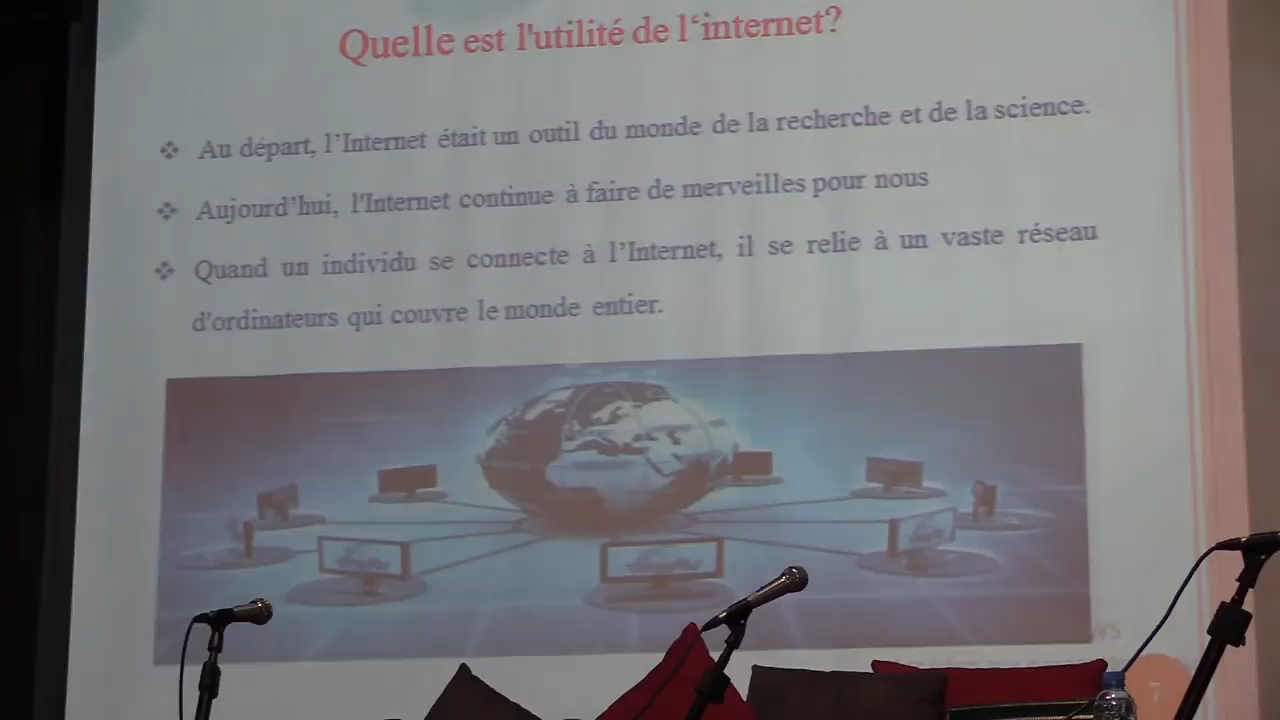 Quelle est l'utilité de l‘internet?
❖ Au départ, l’Internet était un outil du monde de la recherche et de la science.
❖ Aujourd’hui, l'Internet continue à faire de merveilles pour nous
❖ Quand un individu se connecte à l’Internet, il se relie à un vaste réseau
d'ordinateurs qui couvre le monde entier.
7